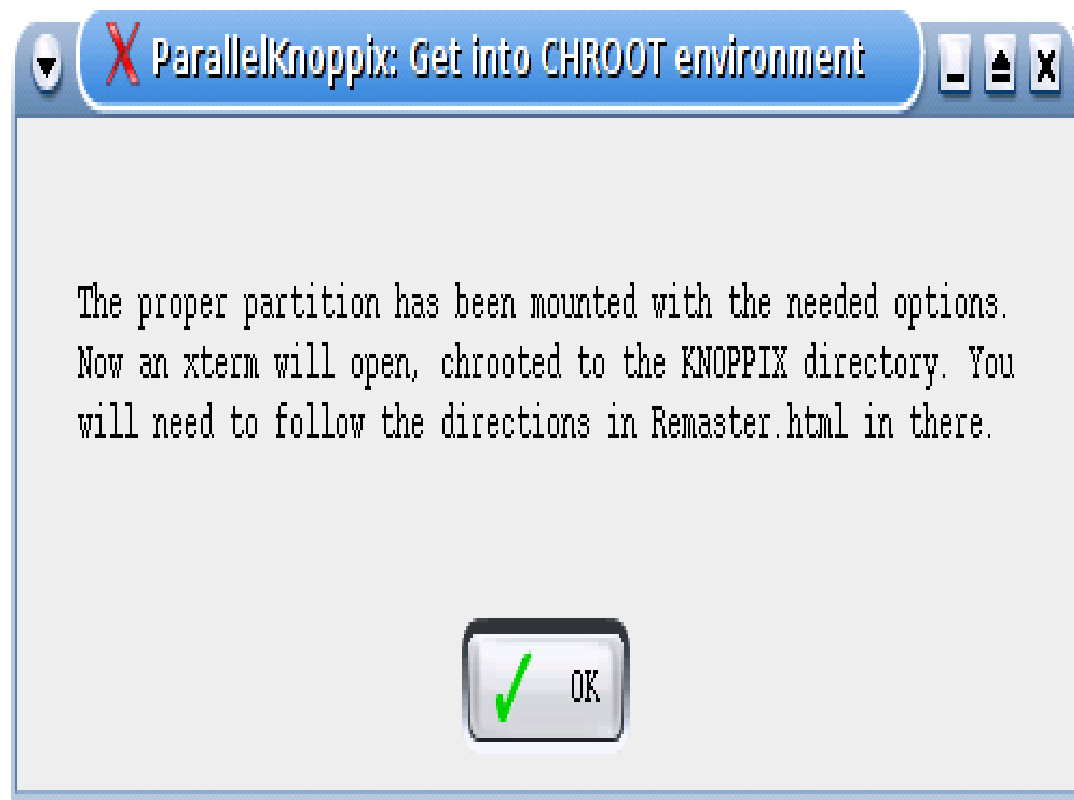 ParallelKnoppix: Get into CHROOT environment
The proper partition has been mounted with the needed options.
Now an xterm will open, chrooted to the KNOPPIX directory. You
will need to follow the directions in Remaster.html in there.
OK